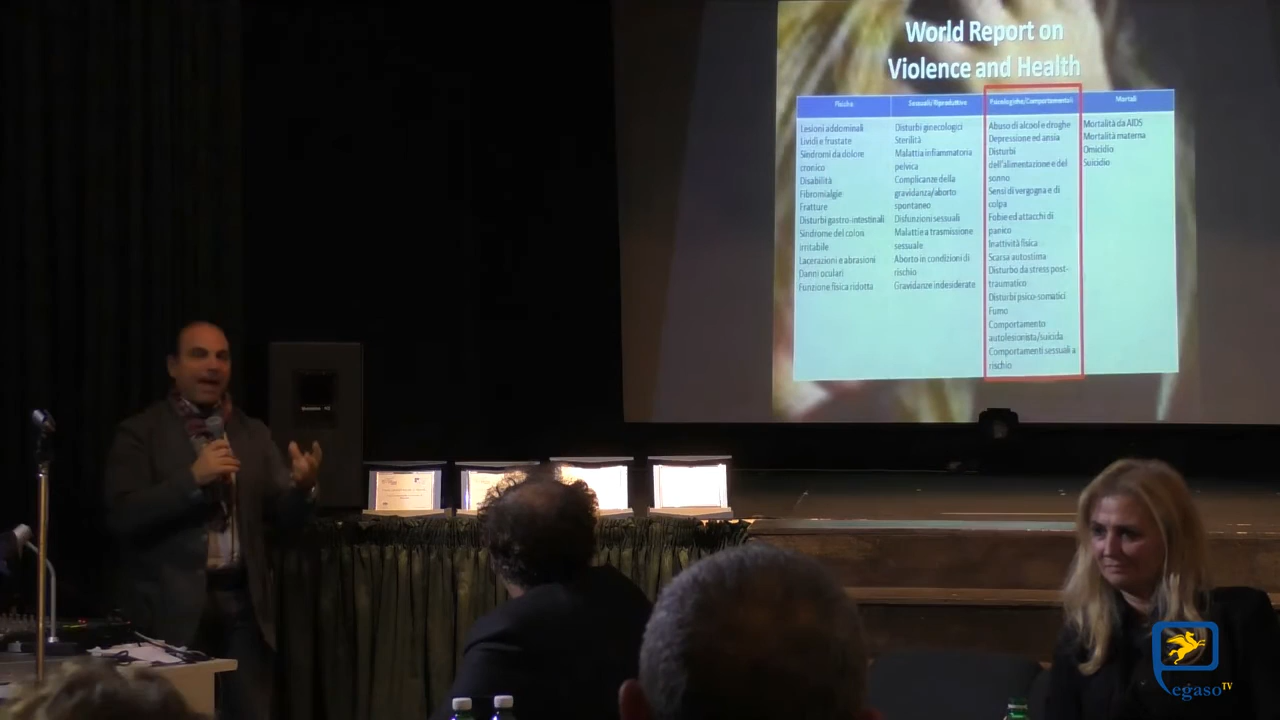 World Report on
Violence and Health
Fisiche
Sessuali/Riproduttive
Psicologiche/Comportamentali
Mortali
Lesioni addominali
Lividi e frustate
Sindromi da dolore
cronico
Disabilità
Fibromialgie
Fratture
Disturbi gastro-intestinali
Sindrome del colon
irritabile
Lacerazioni e abrasioni
Danni oculari
Funzione fisica ridotta
Disturbi ginecologici
Sterilità
Malattia infiammatoria
pelvica
Complicanze della
gravidanza/aborto
spontaneo
Disfunzioni sessuali
Malattie a trasmissione
sessuale
Aborto in condizioni di
rischio
Gravidanze indesiderate
Abuso di alcool e droghe
Depressione ed ansia
Disturbi
dell'alimentazione e del
sonno
Sensi di vergogna e di
colpa
Fobie ed attacchi di
panico
Inattività fisica
Scarsa autostima
Disturbo da stress post-
traumatico
Disturbi psico-somatici
Fumo
Comportamento
autolesionista/suicida
Comportamenti sessuali a
rischio
Mortalità da AIDS
Mortalità materna
Omicidio
Suicidio
egaso TV